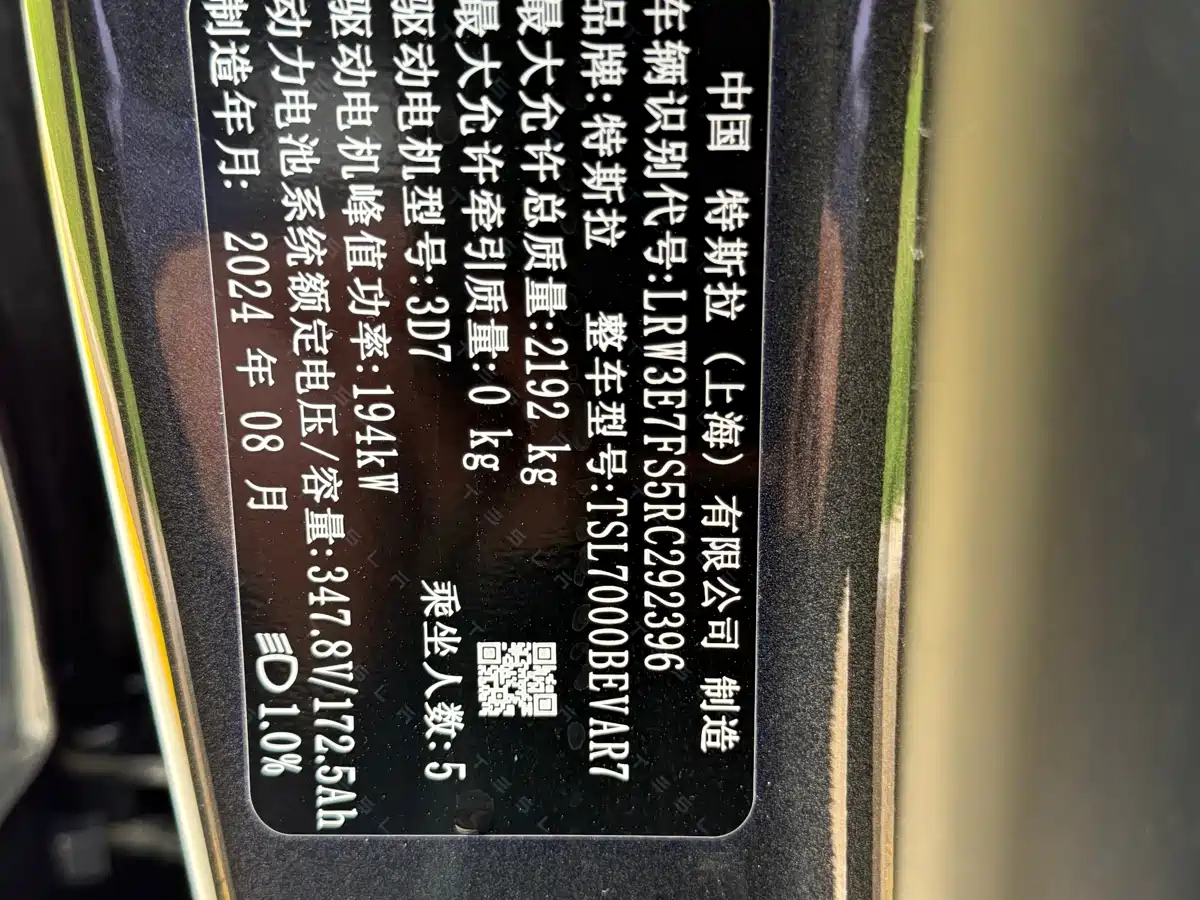 中国 特斯拉（上海）有限公司 制造
车辆识别代号:LRW3E7FS5RC292396
品牌:特斯拉 整车型号:TSL7000BEVAR7
最大允许总质量:2192 kg
最大允许牵引质量:0 kg
驱动电机型号:3D7 乘坐人数:5
驱动电机峰值功率:194kW
动力电池系统额定电压/容量:347.8V/172.5Ah
制造年月: 2024 年 08 月 1.0%